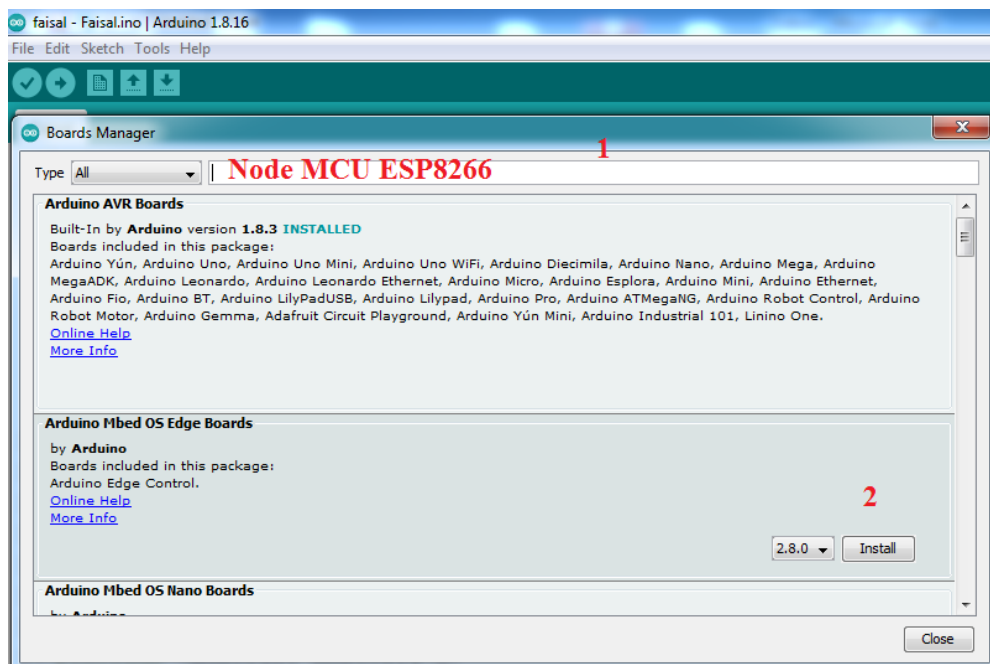 faisal - Faisal.ino | Arduino 1.8.16
File Edit Sketch Tools Help
Boards Manager
1
Type All Node MCU ESP8266
Arduino AVR Boards
Built-In by Arduino version 1.8.3 INSTALLED
Boards included in this package:
Arduino Yún, Arduino Uno, Arduino Uno Mini, Arduino Uno WiFi, Arduino Diecimila, Arduino Nano, Arduino Mega, Arduino
MegaADK, Arduino Leonardo, Arduino Leonardo Ethernet, Arduino Micro, Arduino Esplora, Arduino Mini, Arduino Ethernet,
Arduino Fio, Arduino BT, Arduino LilyPadUSB, Arduino Lilypad, Arduino Pro, Arduino ATMegaNG, Arduino Robot Control, Arduino
Robot Motor, Arduino Gemma, Adafruit Circuit Playground, Arduino Yún Mini, Arduino Industrial 101, Linino One.
Online Help
More Info
Arduino Mbed OS Edge Boards
by Arduino
Boards included in this package:
Arduino Edge Control.
Online Help
More Info
2
2.8.0 Install
Arduino Mbed OS Nano Boards
by Arduino
Close